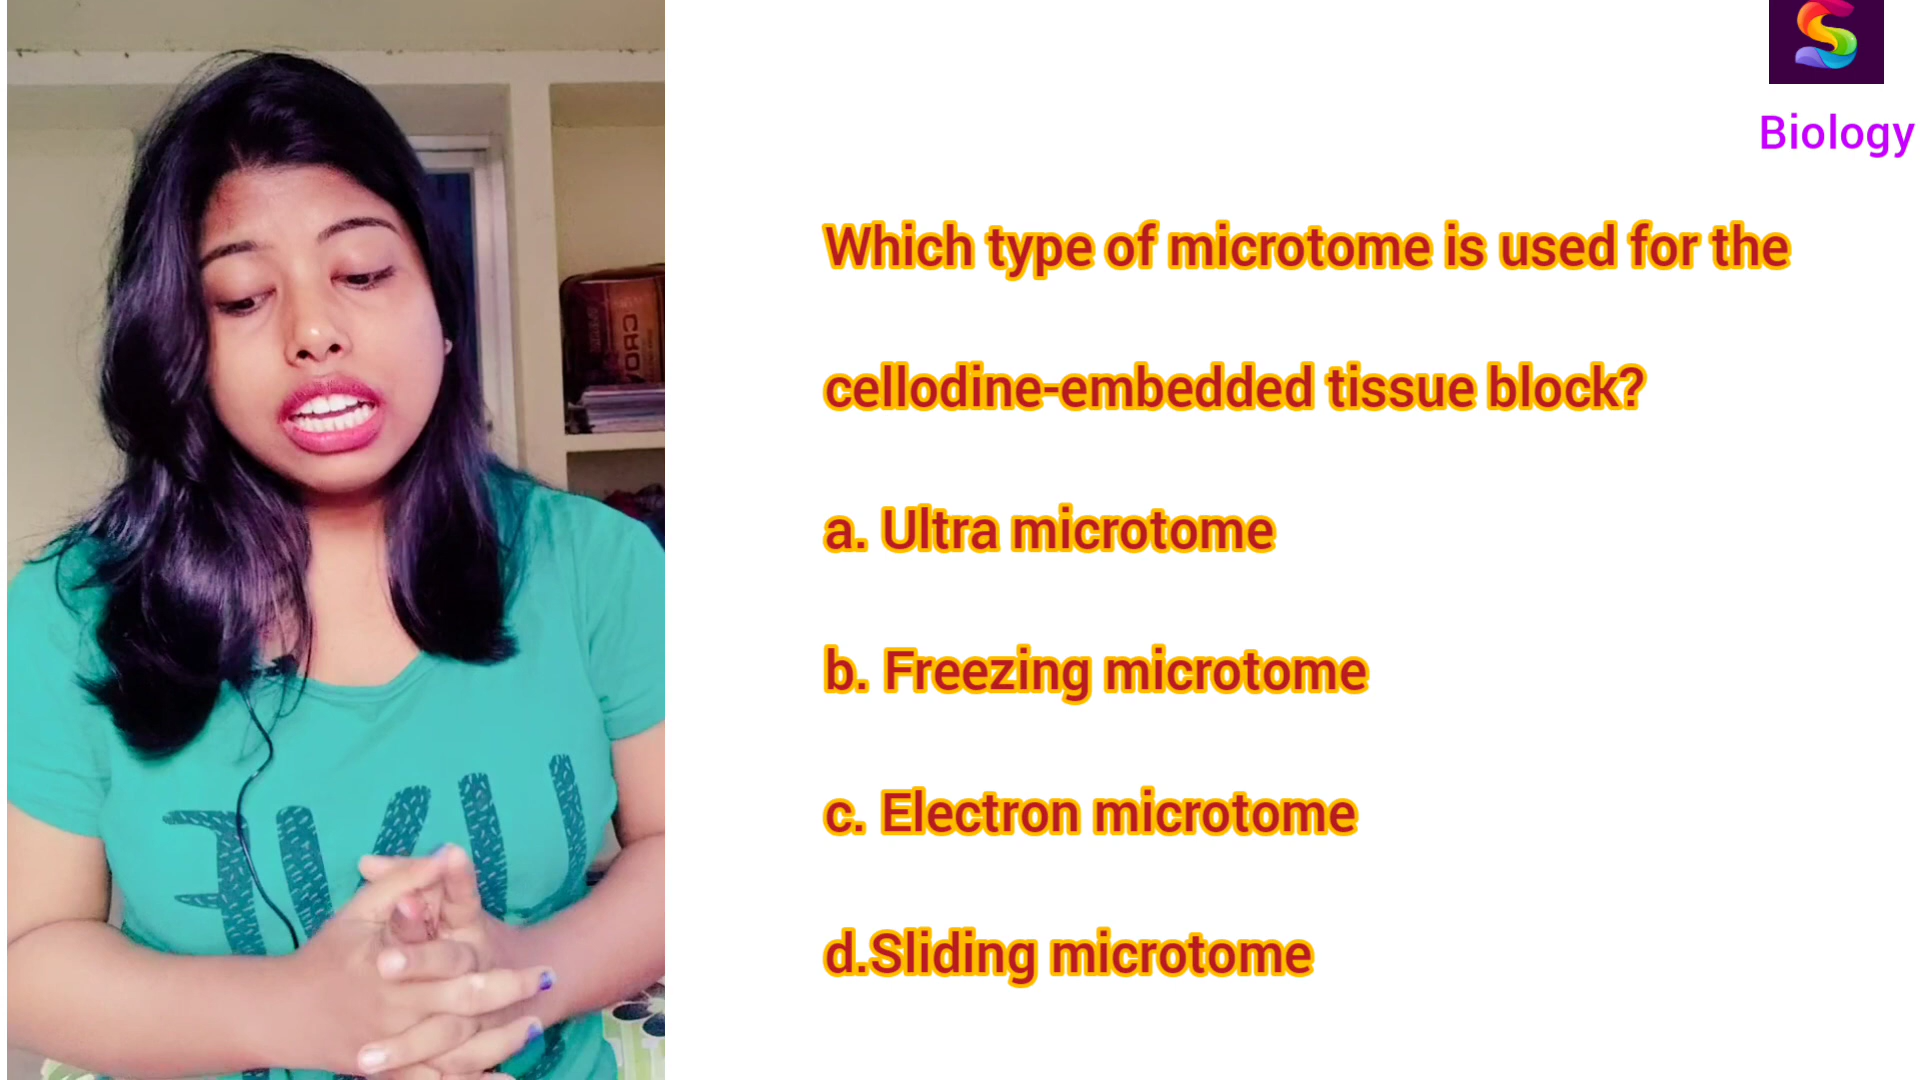 Biology
Which type of microtome is used for the
cellodine-embedded tissue block?
a. Ultra microtome
b. Freezing microtome
c. Electron microtome
d.Sliding microtome